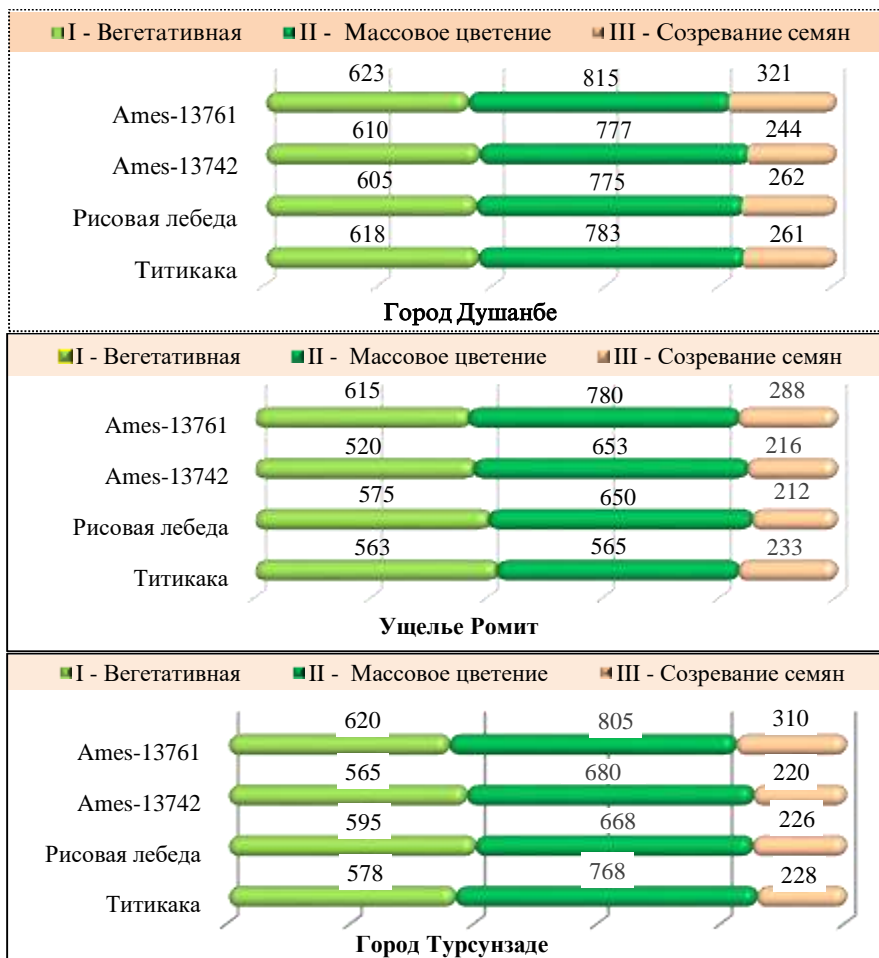 I - Вегетативная II - Массовое цветение III - Созревание семян
623 815 321
Ames-13761
610 777 244
Ames-13742
605 775 262
Рисовая лебеда
618 783 261
Титикака
Город Душанбе
I - Вегетативная II - Массовое цветение III - Созревание семян
615 780 288
Ames-13761
520 653 216
Ames-13742
575 650 212
Рисовая лебеда
563 565 233
Титикака
Ущелье Ромит
I - Вегетативная II - Массовое цветение III - Созревание семян
620 805 310
Ames-13761
565 680 220
Ames-13742
595 668 226
Рисовая лебеда
578 768 228
Титикака
Город Турсунзаде